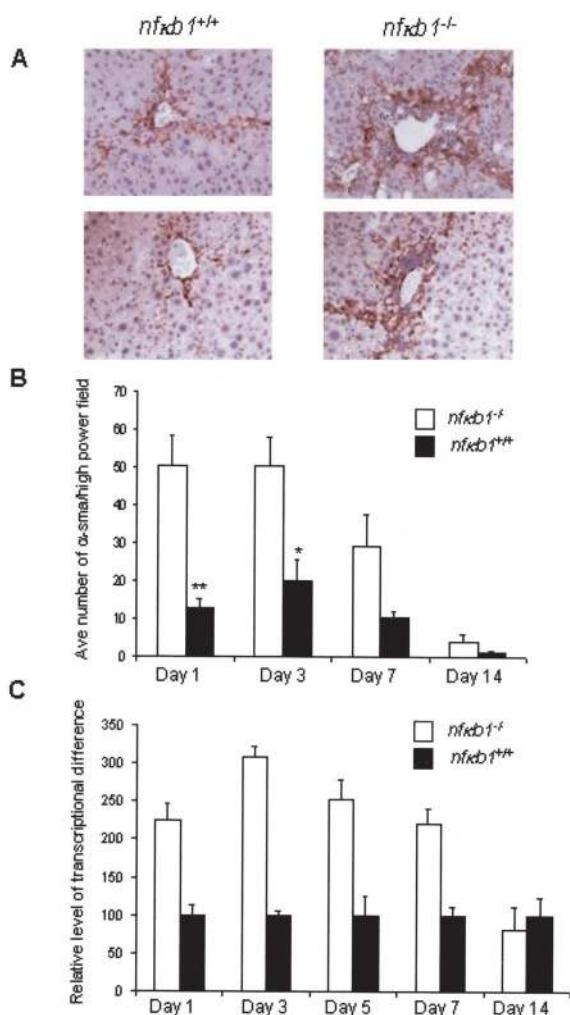 nfκb1+/+ nfκb1-/-
A
B
Ave number of α-sma/high power field
70
60
50
40
30
20
10
0
nfκb1-/-
nfκb1+/+
**
*
Day 1 Day 3 Day 7 Day 14
C
Relative level of transcriptional difference
350
300
250
200
150
100
50
0
nfκb1-/-
nfκb1+/+
Day 1 Day 3 Day 5 Day 7 Day 14